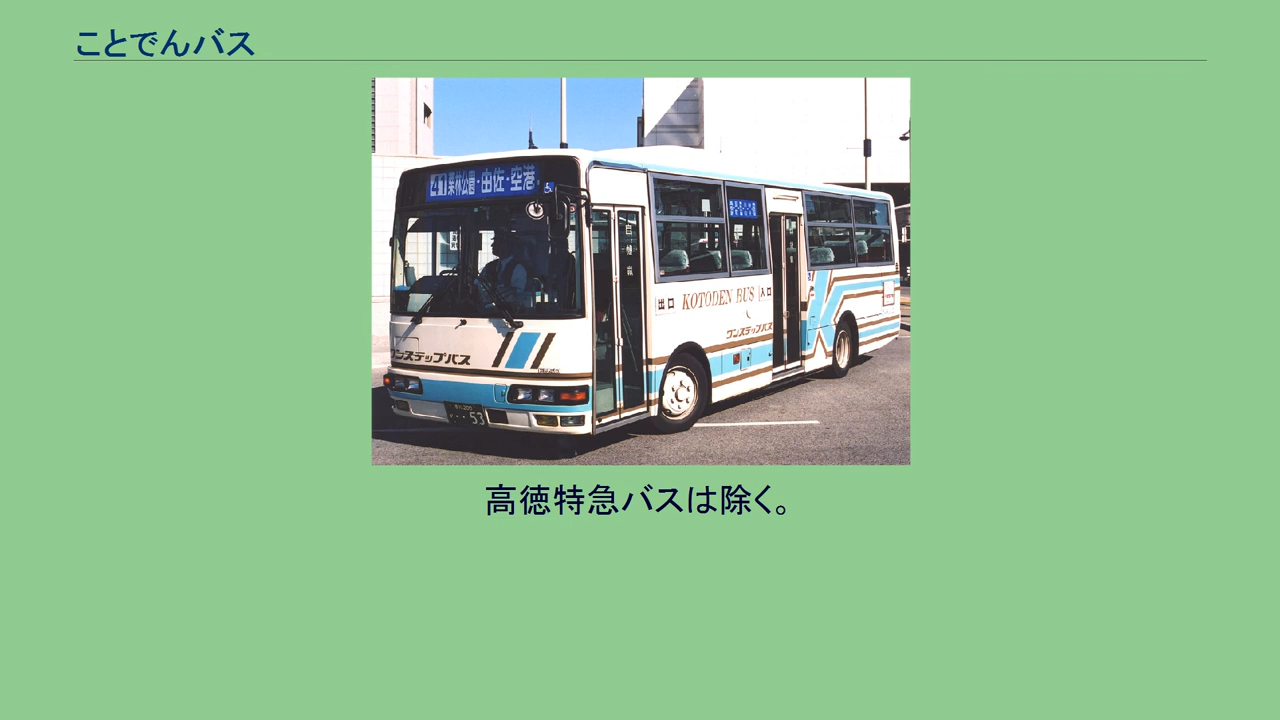 ことでんバス
41 栗林公園・由佐・空港
出口 KOTODEN BUS 入口
ワンステップバス
ワンステップバス
53
高徳特急バスは除く。